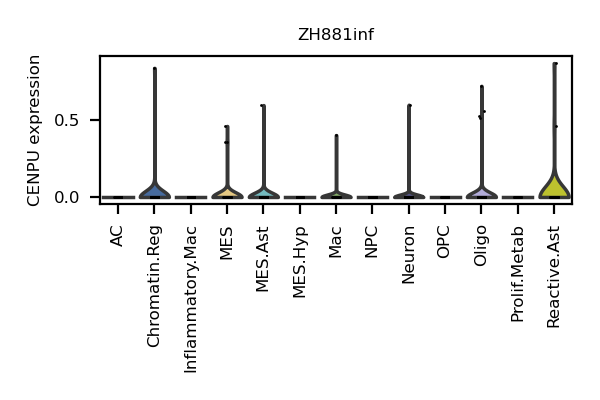 ZH881inf
CENPU expression
0.5
0.0
AC
Chromatin.Reg
Inflammatory.Mac
MES
MES.Ast
MES.Hyp
Mac
NPC
Neuron
OPC
Oligo
Prolif.Metab
Reactive.Ast